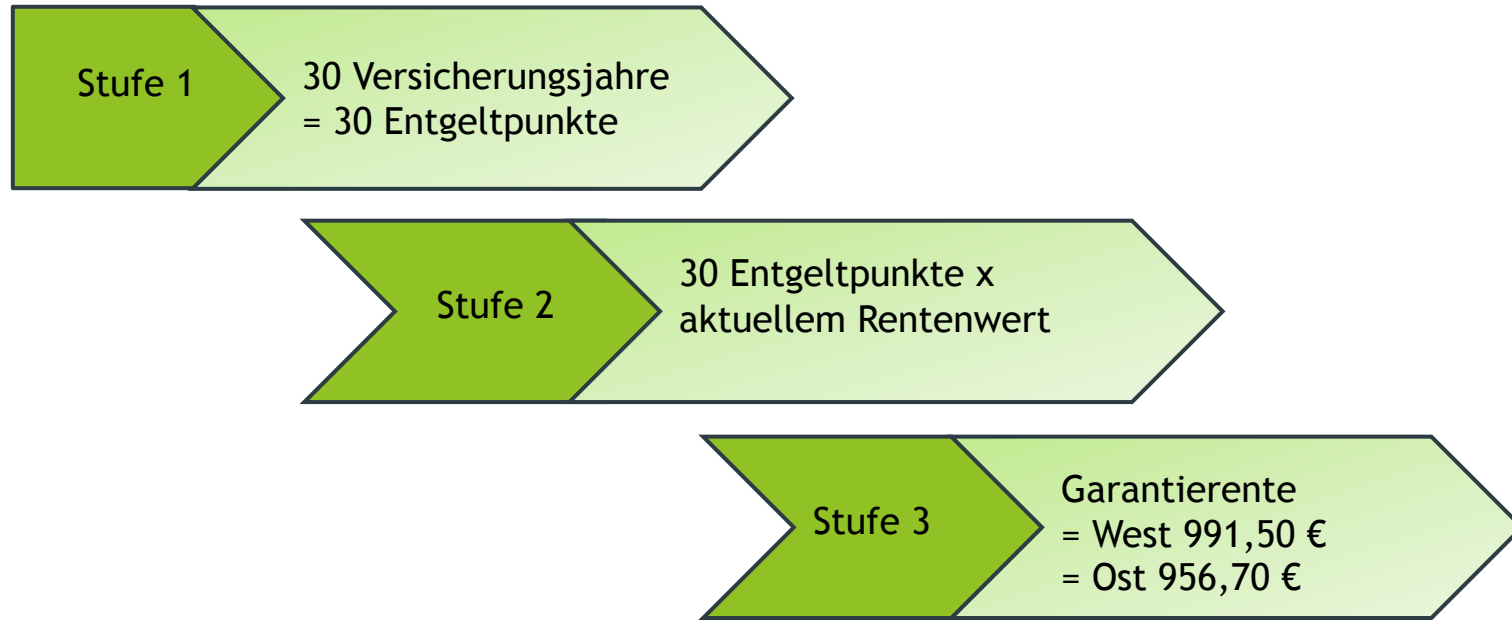 Stufe 1
30 Versicherungsjahre
= 30 Entgeltpunkte
Stufe 2
30 Entgeltpunkte x
aktuellem Rentenwert
Stufe 3
Garantierente
= West 991,50 €
= Ost 956,70 €